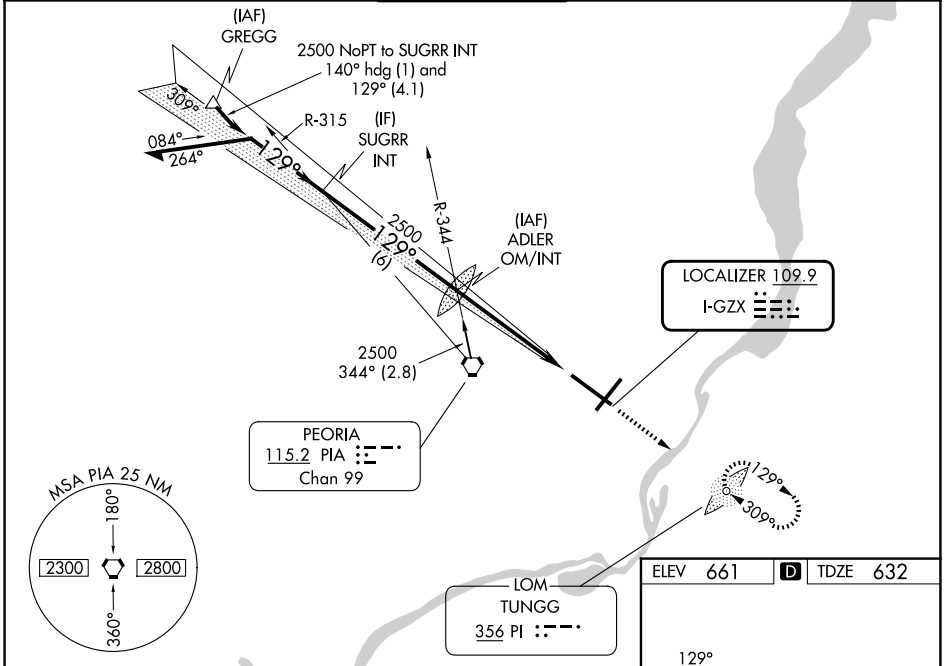 (IAF)
GREGG
2500 NoPT to SUGRR INT
140° hdg (1) and
129° (4.1)
309°
R-315
(IF)
SUGRR
INT
084°
264°
129°
R-344
(IAF)
ADLER
OM/INT
2500
129°
(6)
LOCALIZER 109.9
I-GZX
2500
344° (2.8)
PEORIA
115.2 PIA
Chan 99
MSA PIA 25 NM
180°
2300
2800
360°
129°
309°
LOM
TUNGG
356 PI
ELEV 661 D TDZE 632
129°